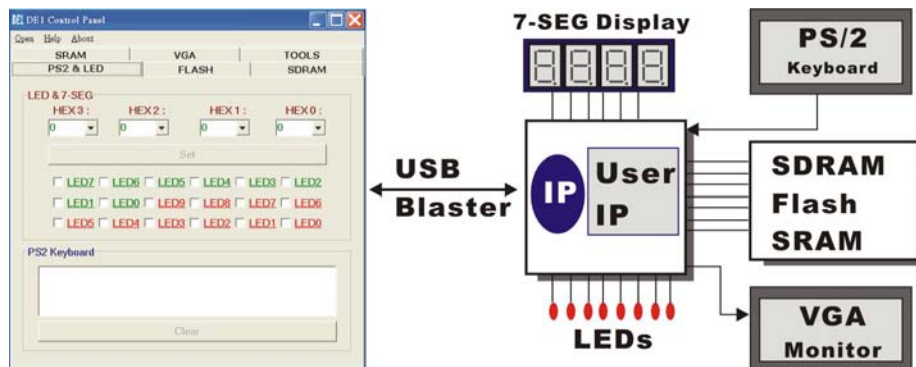 DE1 Control Panel
Open Help About
SRAM VGA TOOLS
PS2 & LED FLASH SDRAM
LED & 7-SEG
HEX3 : HEX2 : HEX1 : HEX0 :
0 0 0 0
Set
LED7 LED6 LED5 LED4 LED3 LED2
LED1 LED0 LED9 LED8 LED7 LED6
LED5 LED4 LED3 LED2 LED1 LED0
PS2 Keyboard
Clear
USB
Blaster
7-SEG Display
8888
IP
User
IP
LEDs
PS/2
Keyboard
SDRAM
Flash
SRAM
VGA
Monitor